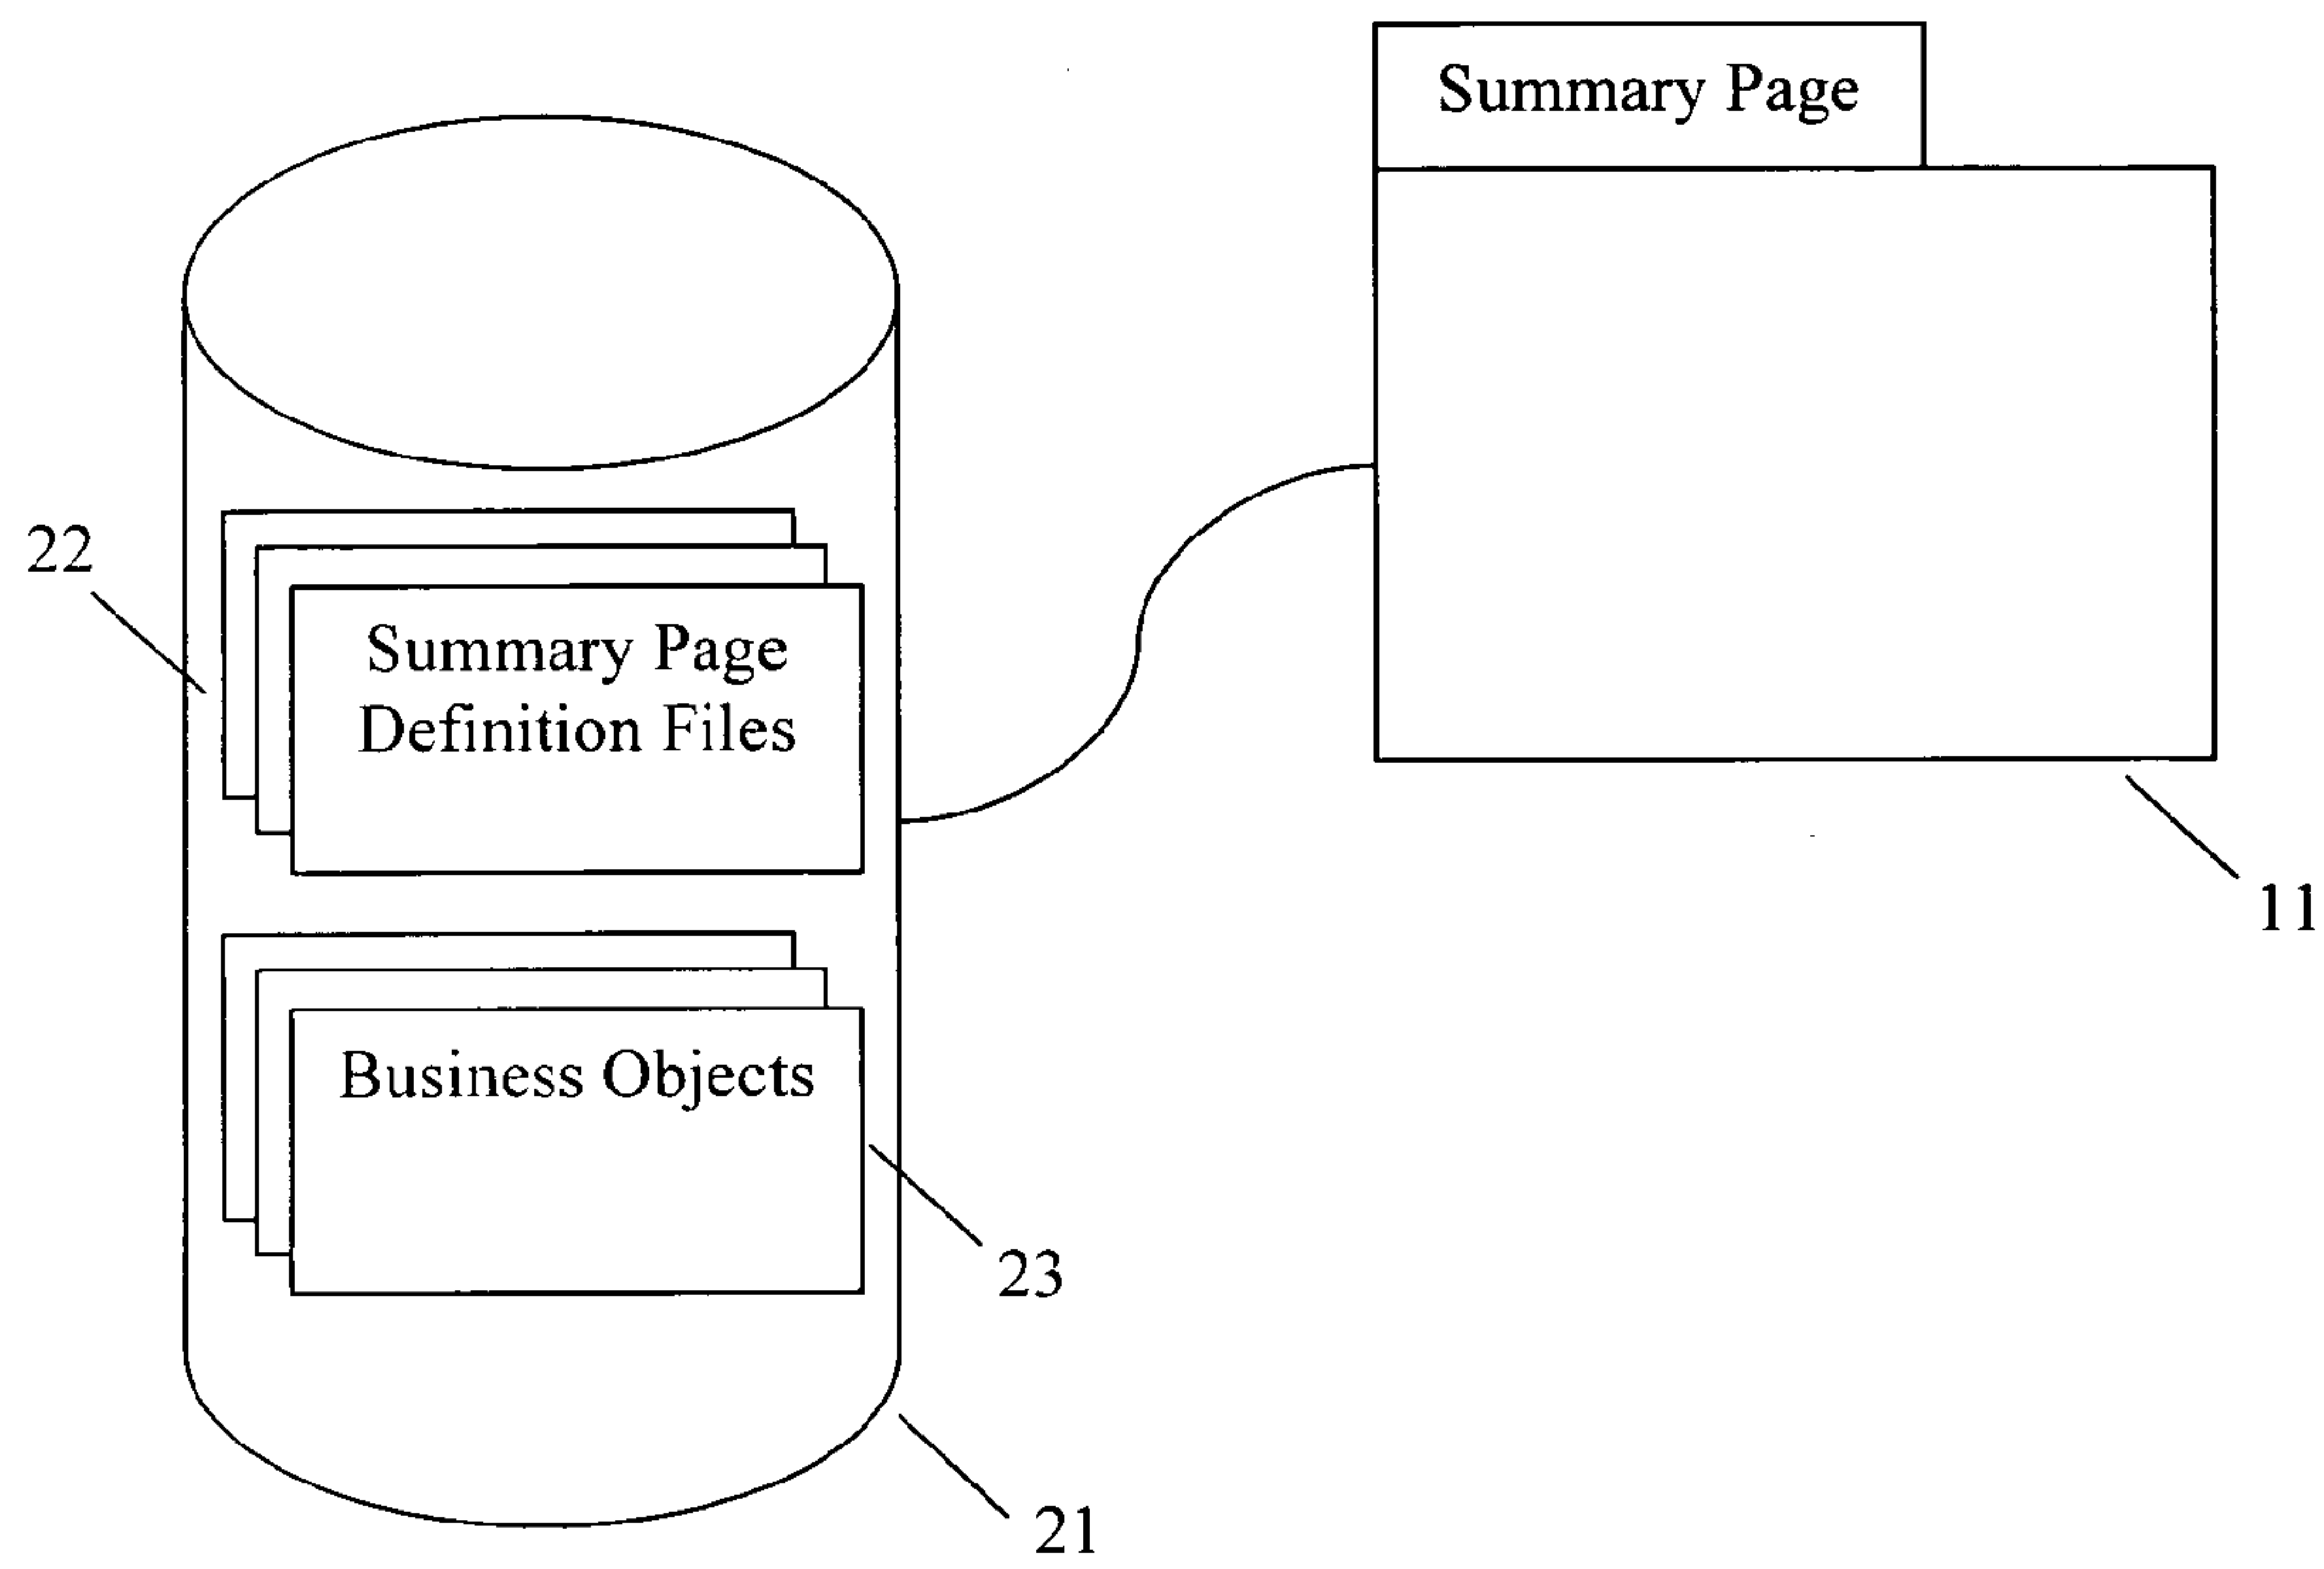 Summary Page
22
Summary Page
Definition Files
11
Business Objects
23
21